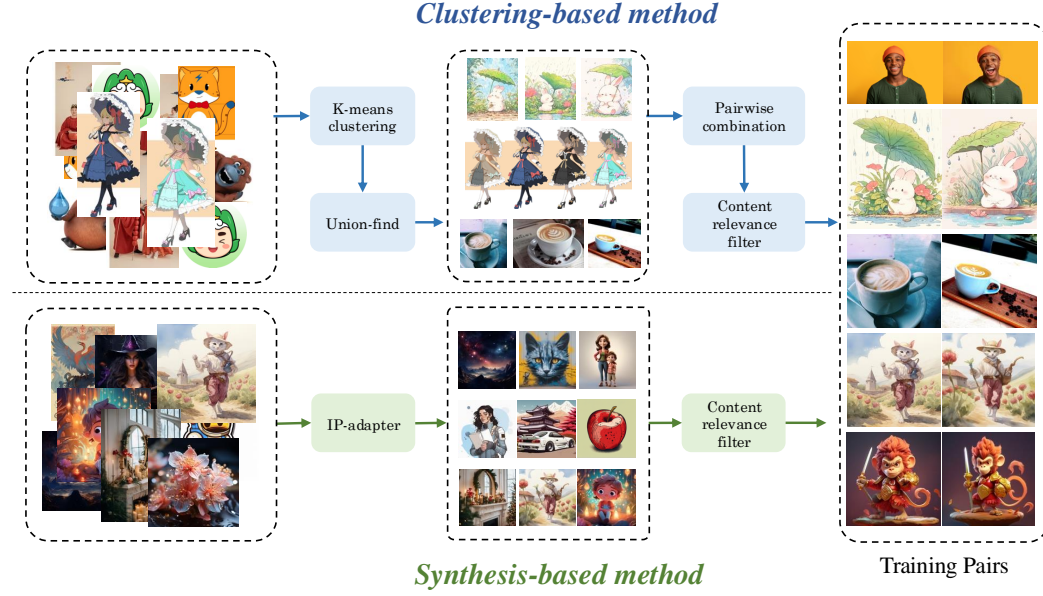 Clustering-based method
K-means
clustering
Union-find
Pairwise
combination
Content
relevance
filter
IP-adapter
Content
relevance
filter
Training Pairs
Synthesis-based method